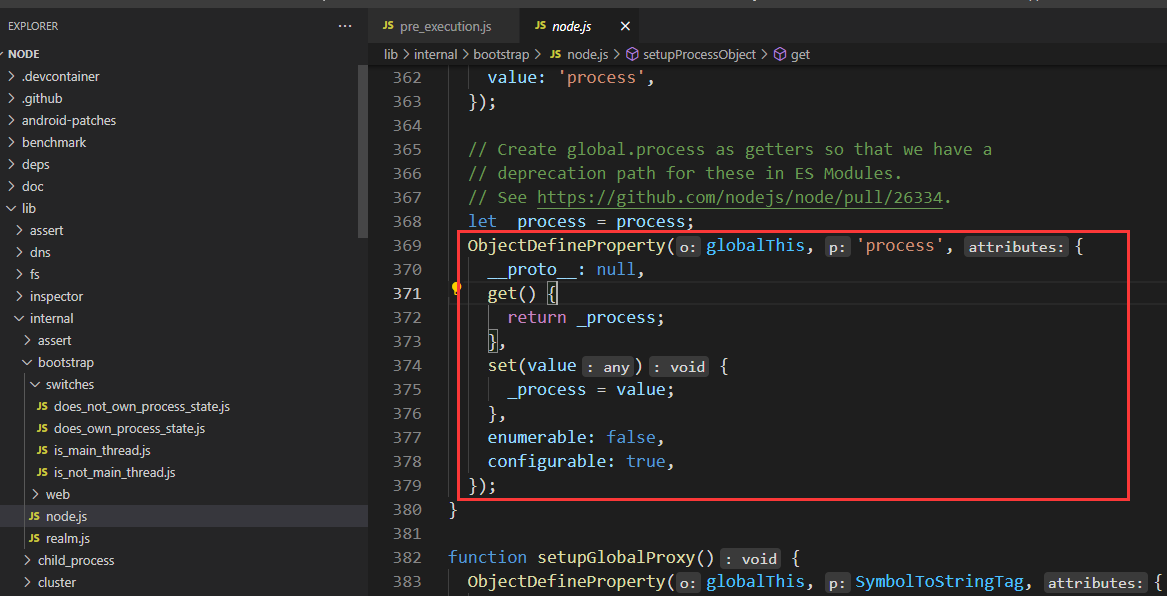 EXPLORER
...
NODE
.devcontainer
.github
android-patches
benchmark
deps
doc
lib
assert
dns
fs
inspector
internal
assert
bootstrap
switches
JS does_not_own_process_state.js
JS does_own_process_state.js
JS is_main_thread.js
JS is_not_main_thread.js
web
JS node.js
JS realm.js
child_process
cluster
JS pre_execution.js
JS node.js
lib > internal > bootstrap > JS node.js > setupProcessObject > get
362 value: 'process',
363 });
364
365 // Create global.process as getters so that we have a
366 // deprecation path for these in ES Modules.
367 // See https://github.com/nodejs/node/pull/26334.
368 let _process = process;
369 ObjectDefineProperty(o: globalThis, p: 'process', attributes: {
370 __proto__: null,
371 get() {
372 return _process;
373 },
374 set(value : any) : void {
375 _process = value;
376 },
377 enumerable: false,
378 configurable: true,
379 });
380 }
381
382 function setupGlobalProxy() : void {
383 ObjectDefineProperty(o: globalThis, p: SymbolToStringTag, attributes: {